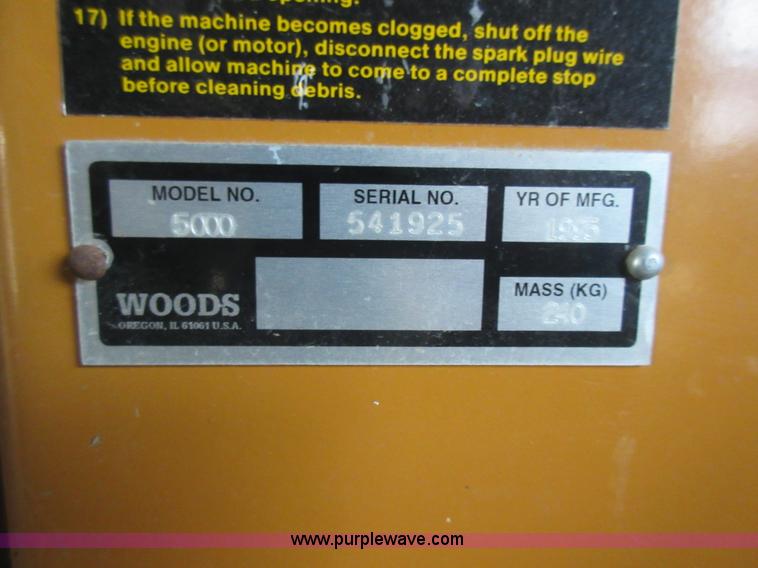 opening.
17) If the machine becomes clogged, shut off the
engine (or motor), disconnect the spark plug wire
and allow machine to come to a complete stop
before cleaning debris.
MODEL NO.
5000
SERIAL NO.
541925
YR OF MFG.
1995
WOODS
OREGON, IL 61061 U.S.A.
MASS (KG)
240
www.purplewave.com